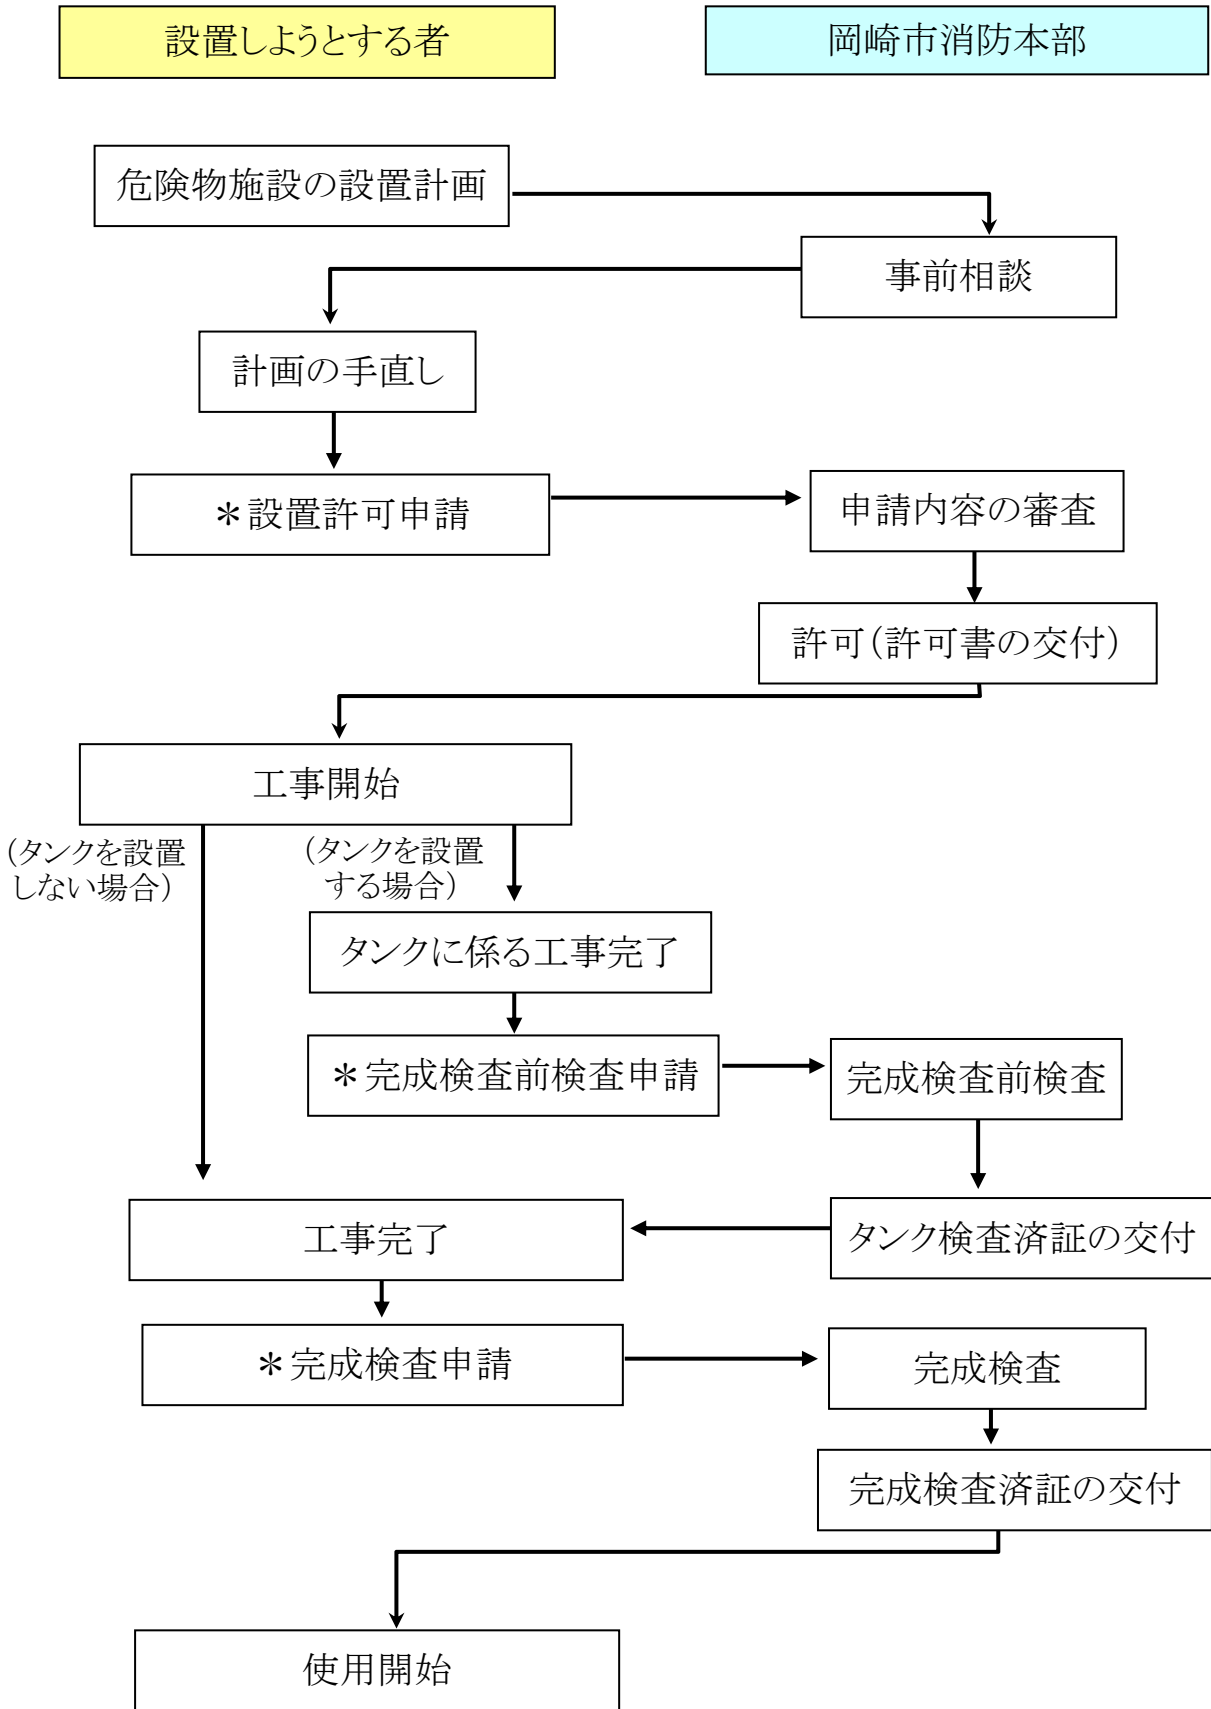 設置しようとする者
岡崎市消防本部
危険物施設の設置計画
事前相談
計画の手直し
＊設置許可申請
申請内容の審査
許可（許可書の交付）
工事開始
（タンクを設置
しない場合）
（タンクを設置
する場合）
タンクに係る工事完了
＊完成検査前検査申請
完成検査前検査
工事完了
タンク検査済証の交付
＊完成検査申請
完成検査
完成検査済証の交付
使用開始